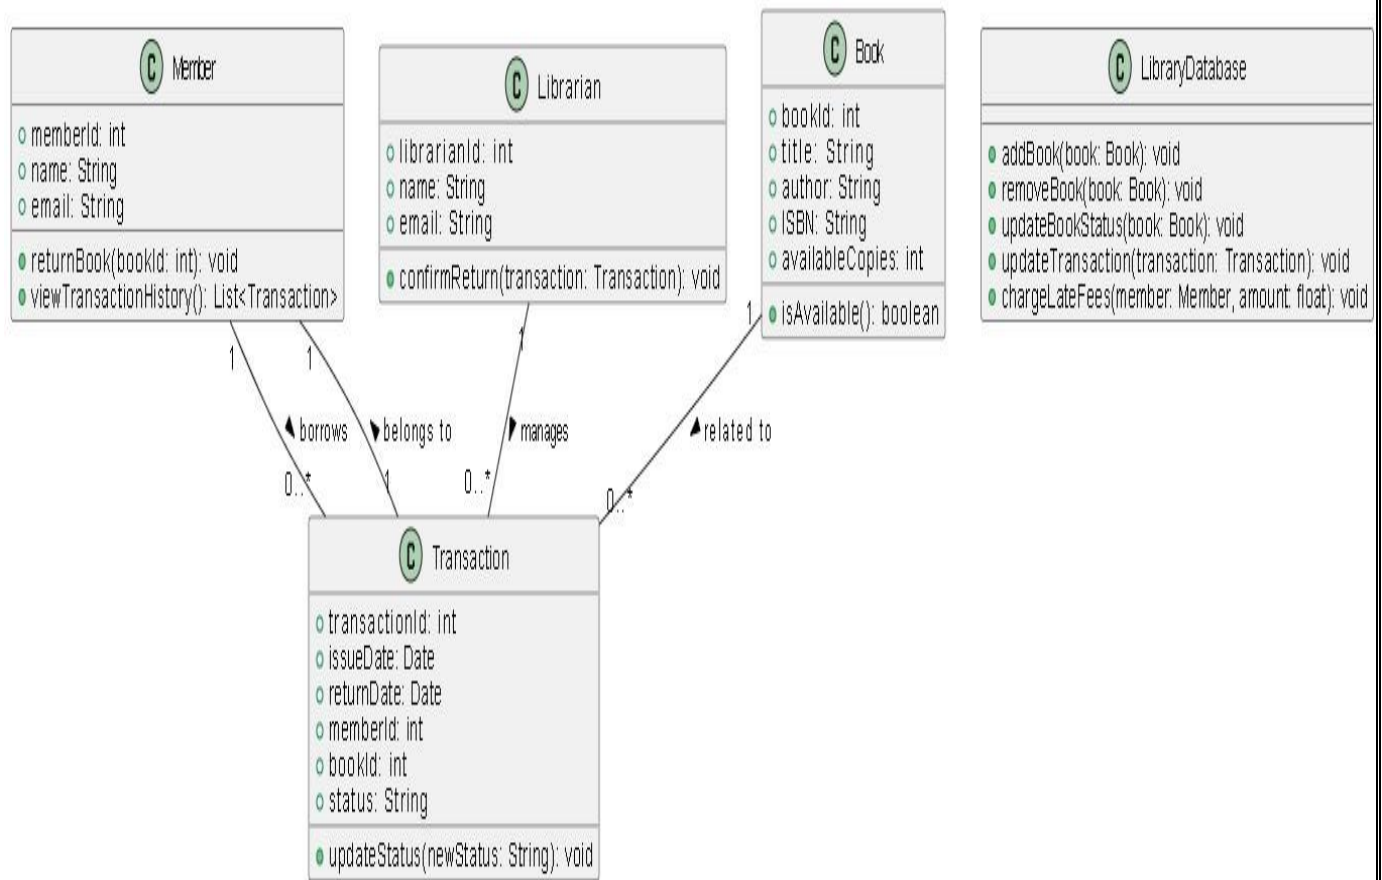 C Member
memberId: int
name: String
email: String
returnBook(bookId: int): void
viewTransactionHistory(): List<Transaction>
C Librarian
librarianId: int
name: String
email: String
confirmReturn(transaction: Transaction): void
C Book
bookId: int
title: String
author: String
ISBN: String
availableCopies: int
isAvailable(): boolean
C LibraryDatabase
addBook(book: Book): void
removeBook(book: Book): void
updateBookStatus(book: Book): void
updateTransaction(transaction: Transaction): void
chargeLateFees(member: Member, amount: float): void
1
1
1
1
borrows
belongs to
manages
related to
0..*
1
0..*
0..*
C Transaction
transactionId: int
issueDate: Date
returnDate: Date
memberId: int
bookId: int
status: String
updateStatus(newStatus: String): void